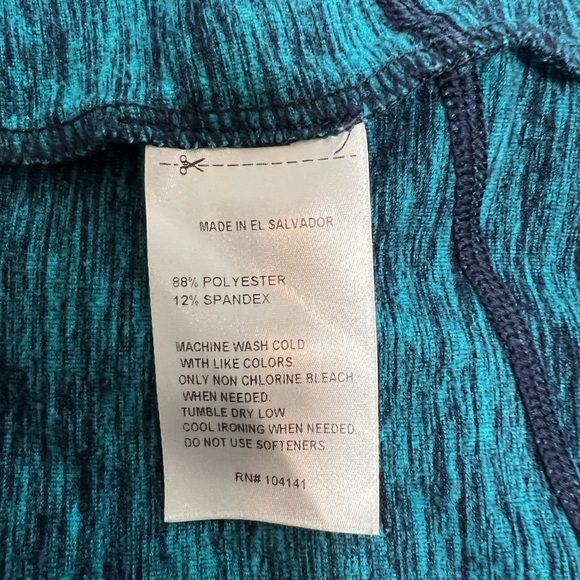 MADE IN EL SALVADOR
88% POLYESTER
12% SPANDEX
MACHINE WASH COLD
WITH LIKE COLORS.
ONLY NON CHLORINE BLEACH
WHEN NEEDED.
TUMBLE DRY LOW
COOL IRONING WHEN NEEDED
DO NOT USE SOFTENERS
RN# 104141